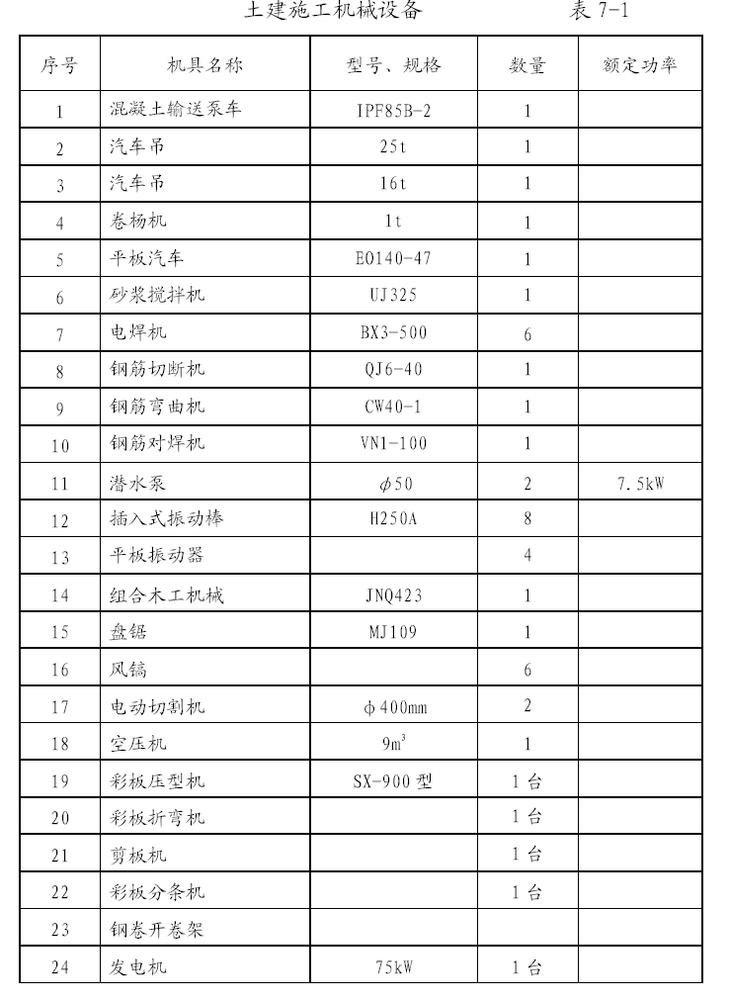 土建施工机械设备 表 7-1
序号 机具名称 型号、规格 数量 额定功率
1 混凝土输送泵车 IPF85B-2 1
2 汽车吊 25t 1
3 汽车吊 16t 1
4 卷杨机 1t 1
5 平板汽车 EO140-47 1
6 砂浆搅拌机 UJ325 1
7 电焊机 BX3-500 6
8 钢筋切断机 QJ6-40 1
9 钢筋弯曲机 CW40-1 1
10 钢筋对焊机 VN1-100 1
11 潜水泵 φ50 2 7.5kW
12 插入式振动棒 H250A 8
13 平板振动器 4
14 组合木工机械 JNQ423 1
15 盘锯 MJ109 1
16 风镐 6
17 电动切割机 φ400mm 2
18 空压机 9m³ 1
19 彩板压型机 SX-900 型 1 台
20 彩板折弯机 1 台
21 剪板机 1 台
22 彩板分条机 1 台
23 钢卷开卷架
24 发电机 75kW 1 台